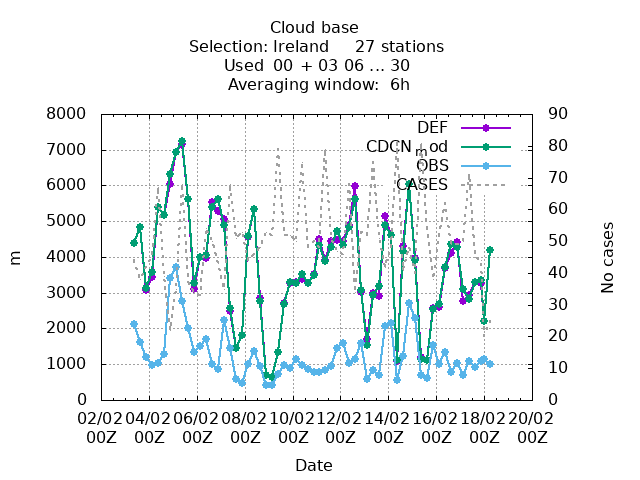 Cloud base
Selection: Ireland 27 stations
Used 00 + 03 06 ... 30
Averaging window: 6h
8000
7000
6000
5000
4000
3000
2000
1000
0
m
90
80
70
60
50
40
30
20
10
0
No cases
DEF
CDCN_mod
OBS
CASES
02/02 04/02 06/02 08/02 10/02 12/02 14/02 16/02 18/02 20/02
00Z 00Z 00Z 00Z 00Z 00Z 00Z 00Z 00Z 00Z
Date